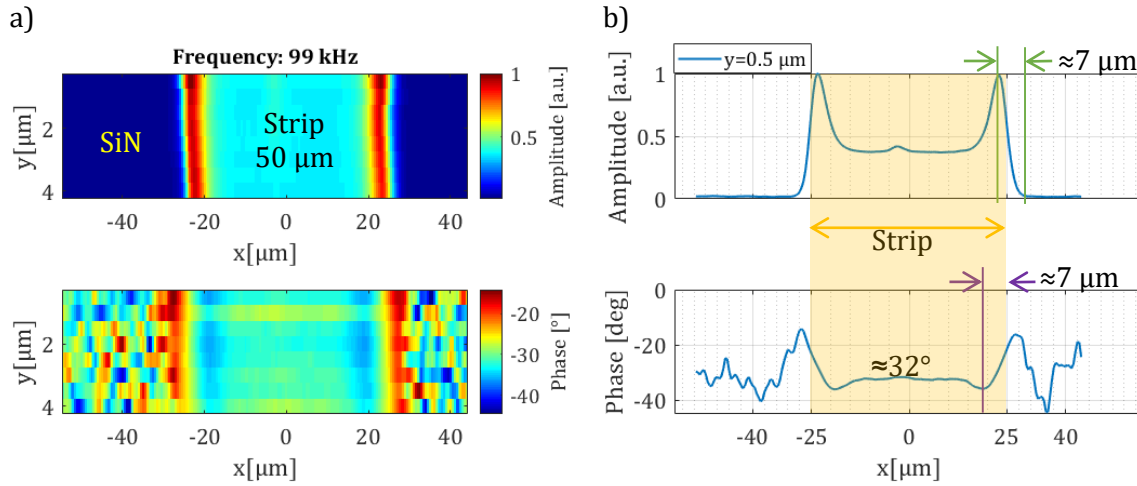 a)
Frequency: 99 kHz
y[μm]
2
4
SiN
Strip
50 μm
-40
-20
0
20
40
x[μm]
1
0.5
Amplitude [a.u.]
y[μm]
2
4
-40
-20
0
20
40
x[μm]
-20
-30
-40
Phase [°]
b)
y=0.5 μm
≈7 μm
Amplitude [a.u.]
1
0.5
0
Strip
≈7 μm
Phase [deg]
0
-20
-40
≈32°
-40
-25
0
25
40
x[μm]